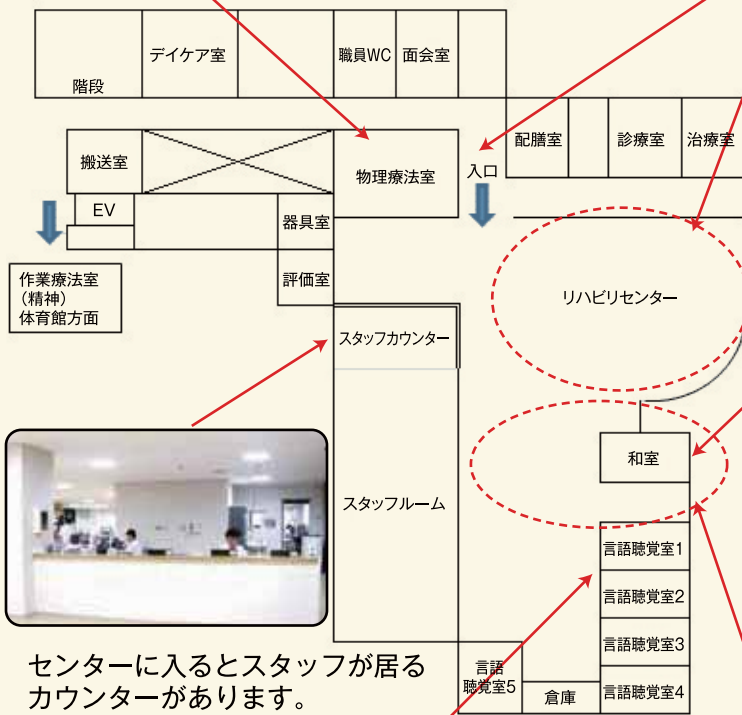 階段
デイケア室
職員WC
面会室
配膳室
診療室
治療室
搬送室
物理療法室
入口
EV
器具室
作業療法室
（精神）
体育館方面
評価室
リハビリセンター
スタッフカウンター
和室
スタッフルーム
言語聴覚室1
言語聴覚室2
言語聴覚室3
言語聴覚室4
言語
聴覚室5
倉庫
センターに入るとスタッフが居る
カウンターがあります。